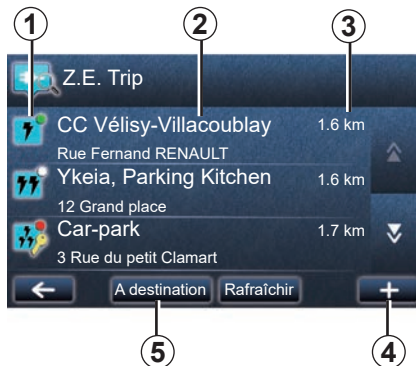 1 2 3
Z.E. Trip
CC Vélisy-Villacoublay 1.6 km
Rue Fernand RENAULT
Ykeia, Parking Kitchen 1.6 km
12 Grand place
Car-park 1.7 km
3 Rue du petit Clamart
A destination Rafraîchir +
5 4